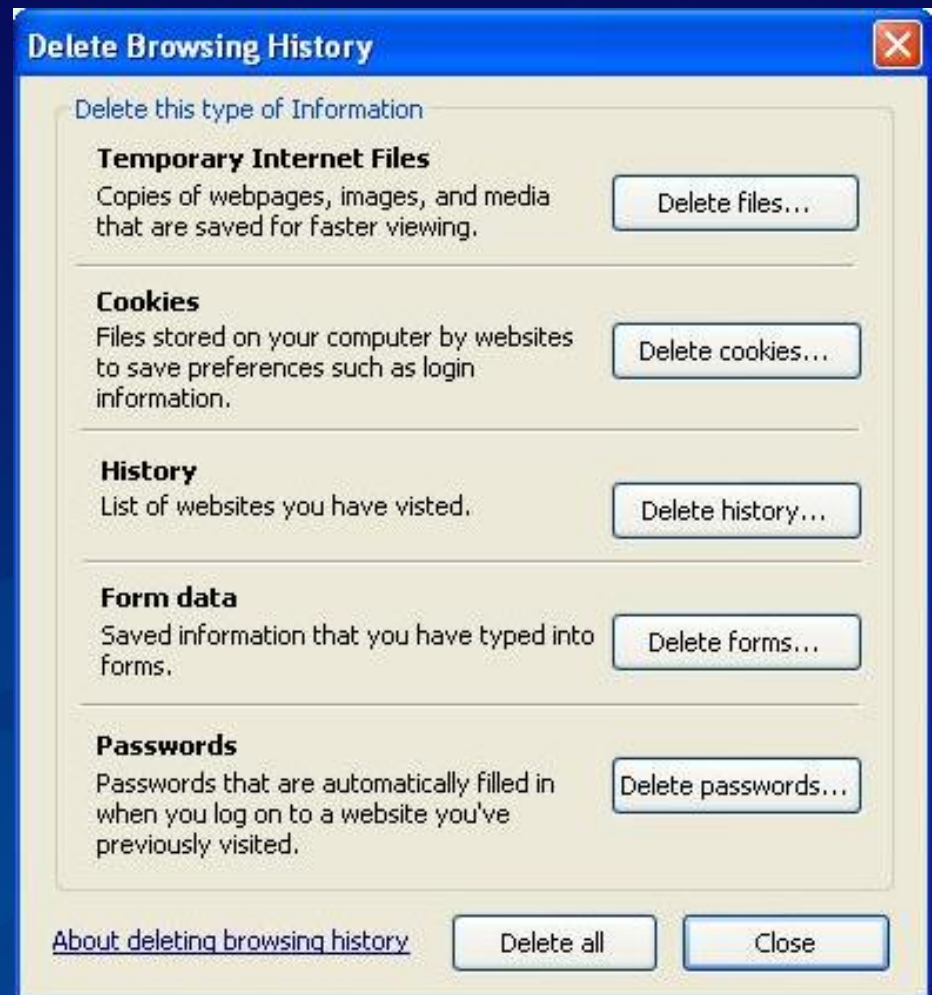 Delete Browsing History
Delete this type of Information
Temporary Internet Files
Copies of webpages, images, and media
that are saved for faster viewing.
Delete files...
Cookies
Files stored on your computer by websites
to save preferences such as login
information.
Delete cookies...
History
List of websites you have visted.
Delete history...
Form data
Saved information that you have typed into
forms.
Delete forms...
Passwords
Passwords that are automatically filled in
when you log on to a website you've
previously visited.
Delete passwords...
About deleting browsing history
Delete all
Close